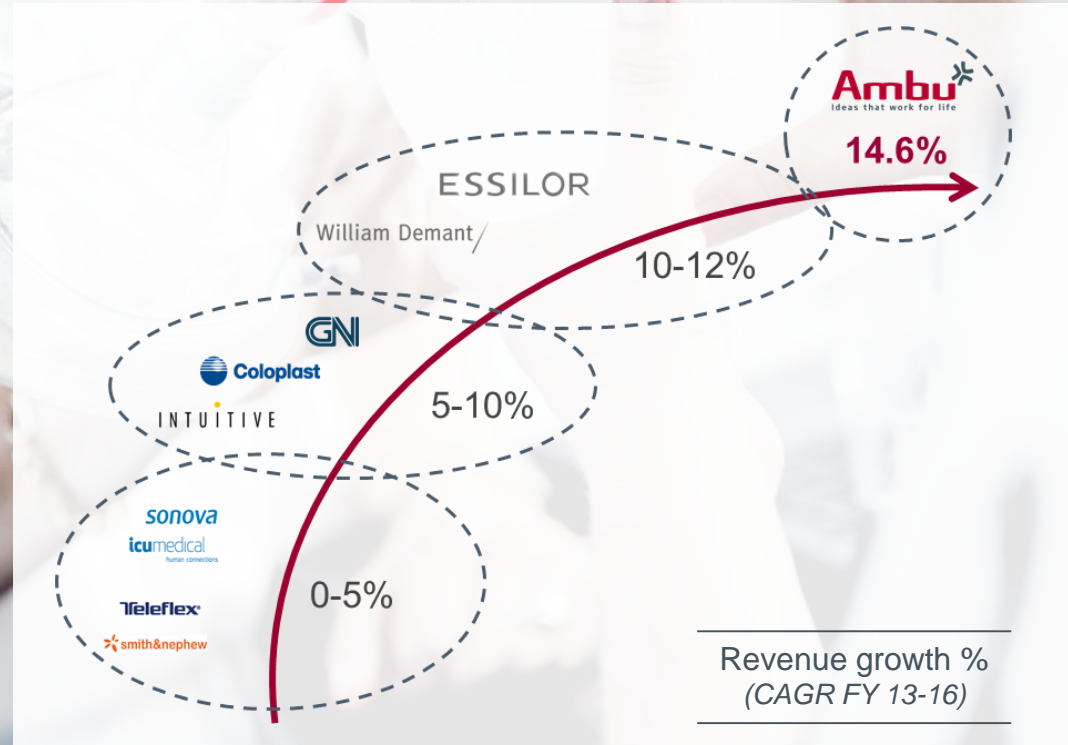 Ambu
Ideas that work for life
14.6%
ESSILOR
William Demant
10-12%
GN
Coloplast
INTUITIVE
5-10%
sonova
icumedical
human connections
Teleflex®
smith&nephew
0-5%
Revenue growth %
(CAGR FY 13-16)